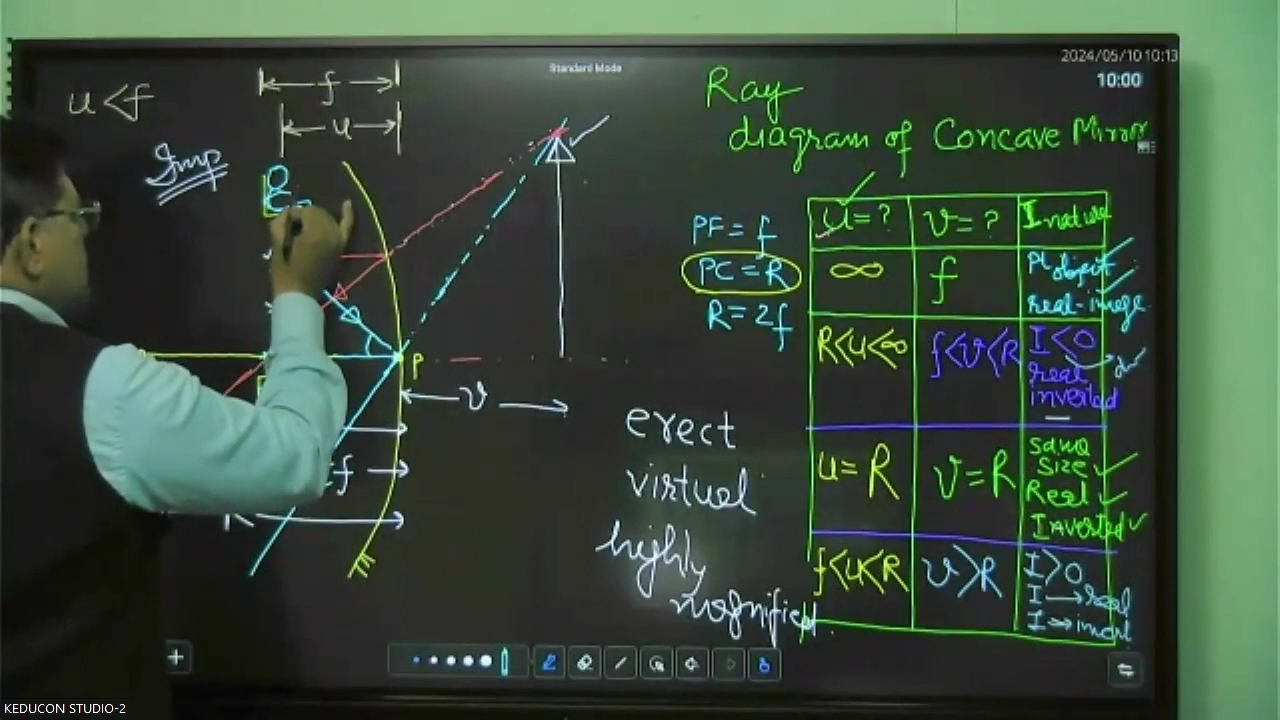 2024/05/10 10:13
Standard Mode
10:00
u < f
f
u
Imp
Ray
diagram of Concave Mirror
PF = f
PC = R
R = 2f
u = ? v = ? I nature
∞ f Pt object
real-image
R<u<∞ f<v<R I<O
real
inverted
u = R v = R Same
Size
Real
Inverted
f<u<R v>R I>O
I → real
I → invert
P
v
f
R
erect
virtual
highly
magnified.
KEDUCON STUDIO-2